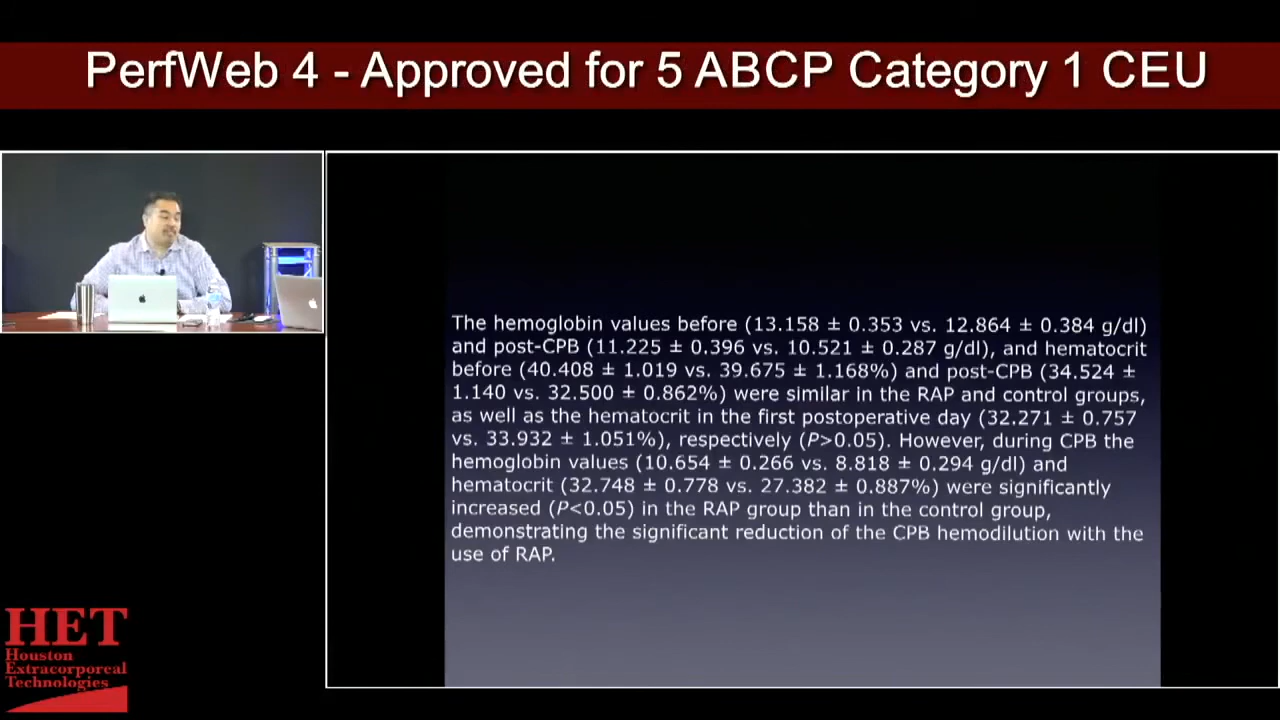 PerfWeb 4 - Approved for 5 ABCP Category 1 CEU
The hemoglobin values before (13.158 ± 0.353 vs. 12.864 ± 0.384 g/dl)
and post-CPB (11.225 ± 0.396 vs. 10.521 ± 0.287 g/dl), and hematocrit
before (40.408 ± 1.019 vs. 39.675 ± 1.168%) and post-CPB (34.524 ±
1.140 vs. 32.500 ± 0.862%) were similar in the RAP and control groups,
as well as the hematocrit in the first postoperative day (32.271 ± 0.757
vs. 33.932 ± 1.051%), respectively (P>0.05). However, during CPB the
hemoglobin values (10.654 ± 0.266 vs. 8.818 ± 0.294 g/dl) and
hematocrit (32.748 ± 0.778 vs. 27.382 ± 0.887%) were significantly
increased (P<0.05) in the RAP group than in the control group,
demonstrating the significant reduction of the CPB hemodilution with the
use of RAP.
HET
Houston
Extracorporeal
Technologies